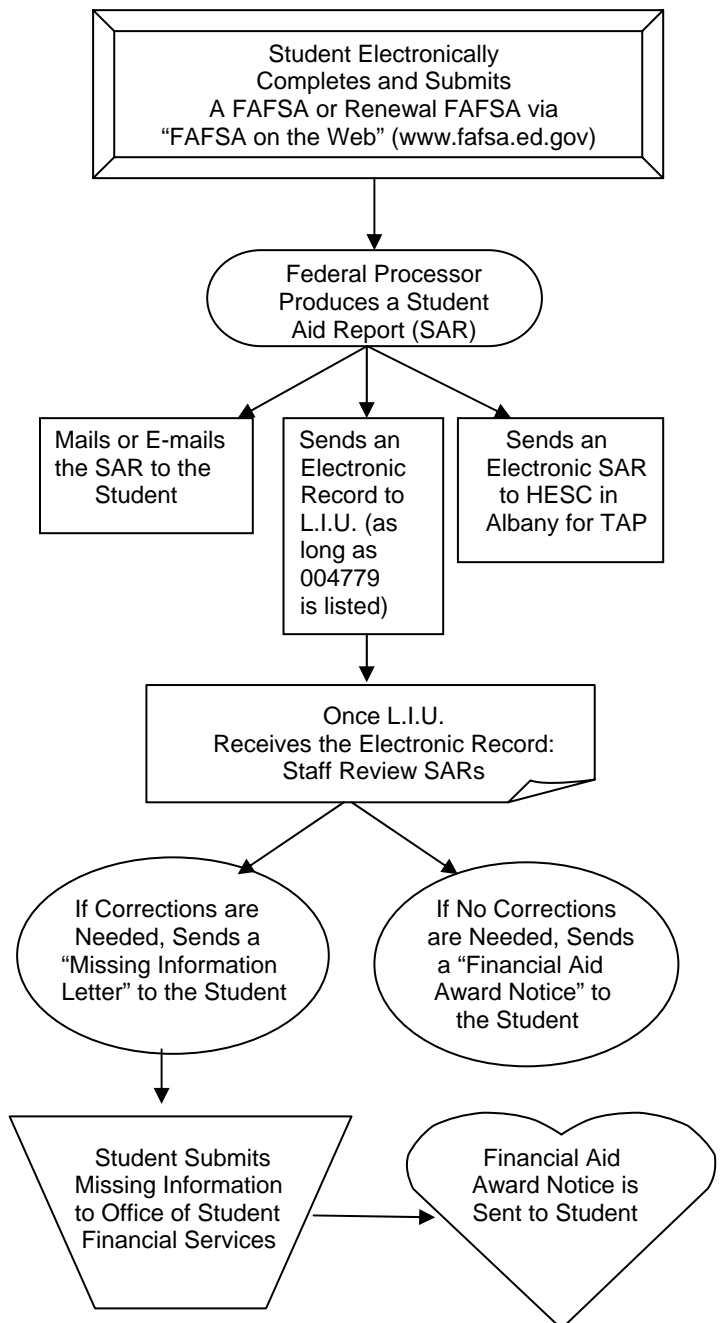 Student Electronically
Completes and Submits
A FAFSA or Renewal FAFSA via
“FAFSA on the Web” (www.fafsa.ed.gov)
Federal Processor
Produces a Student
Aid Report (SAR)
Mails or E-mails
the SAR to the
Student
Sends an
Electronic
Record to
L.I.U. (as
long as
004779
is listed)
Sends an
Electronic SAR
to HESC in
Albany for TAP
Once L.I.U.
Receives the Electronic Record:
Staff Review SARs
If Corrections are
Needed, Sends a
“Missing Information
Letter” to the Student
If No Corrections
are Needed, Sends
a “Financial Aid
Award Notice” to
the Student
Student Submits
Missing Information
to Office of Student
Financial Services
Financial Aid
Award Notice is
Sent to Student